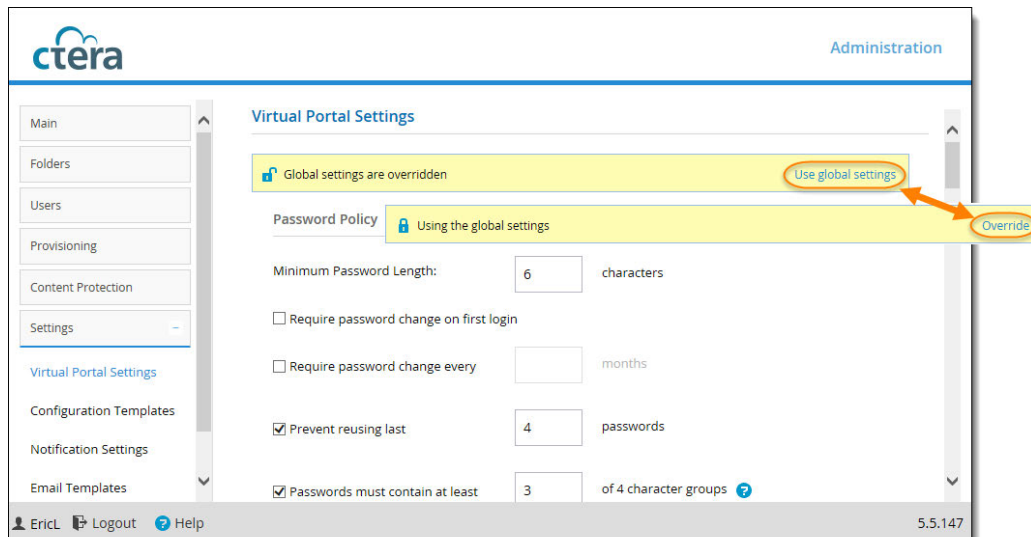 ctera
Administration
Main
Folders
Users
Provisioning
Content Protection
Settings
Virtual Portal Settings
Configuration Templates
Notification Settings
Email Templates
Virtual Portal Settings
Global settings are overridden Use global settings
Password Policy
Using the global settings Override
Minimum Password Length: 6 characters
Require password change on first login
Require password change every months
Prevent reusing last 4 passwords
Passwords must contain at least 3 of 4 character groups ?
EricL Logout ? Help 5.5.147